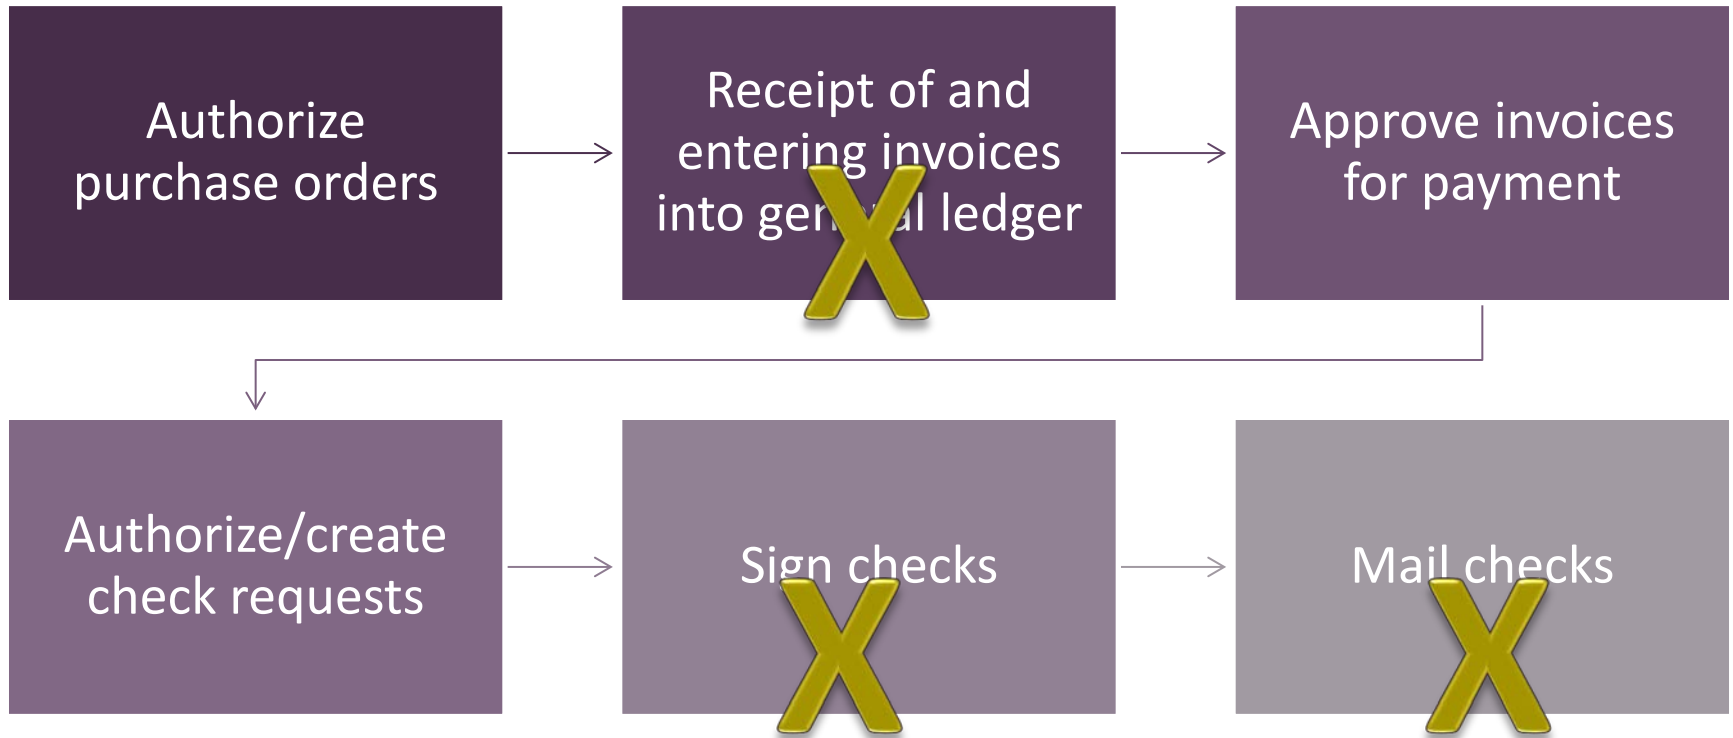 Authorize
purchase orders
Receipt of and
entering invoices
into general ledger
X
Approve invoices
for payment
Authorize/create
check requests
Sign checks
X
Mail checks
X